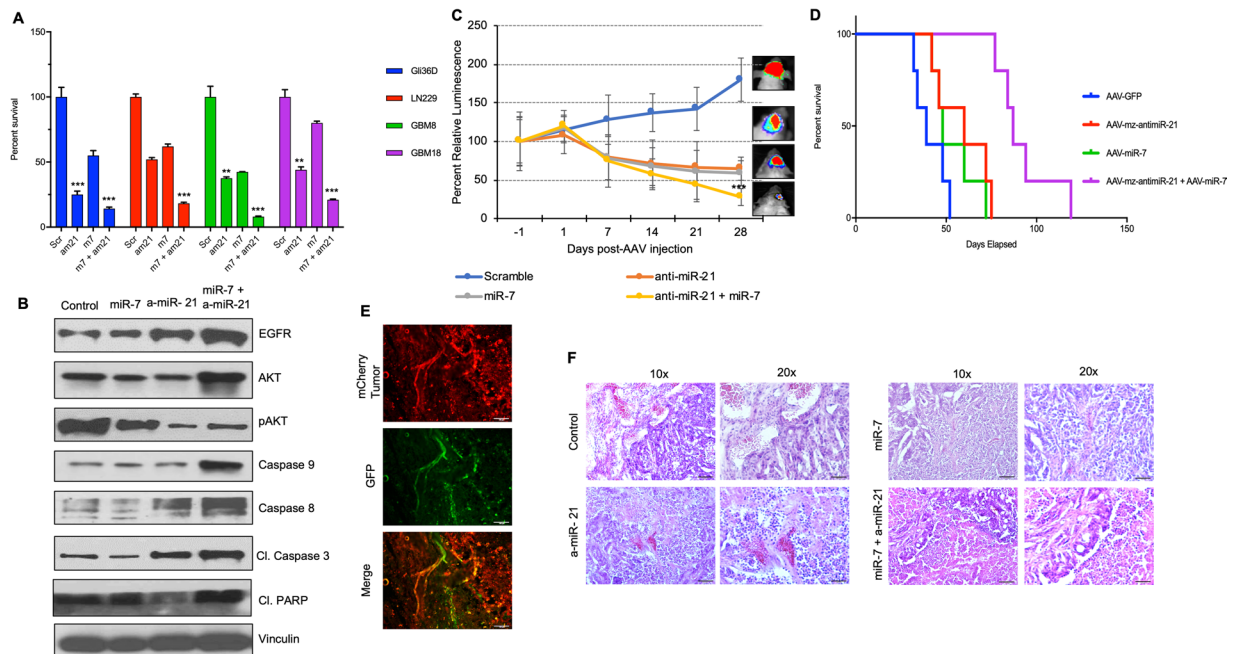 A
Percent survival
150
100
50
0
Scr
am21
m7
m7 + am21
Scr
am21
m7
m7 + am21
Scr
am21
m7
m7 + am21
Scr
am21
m7
m7 + am21
***
***
***
**
***
**
***
Gli36D
LN229
GBM8
GBM18
B
Control
miR-7
a-miR- 21
miR-7 +
a-miR-21
EGFR
AKT
pAKT
Caspase 9
Caspase 8
Cl. Caspase 3
Cl. PARP
Vinculin
C
Percent Relative Luminescence
250
200
150
100
50
0
***
-1 1 7 14 21 28
Days post-AAV injection
Scramble
anti-miR-21
miR-7
anti-miR-21 + miR-7
D
Percent survival
100
50
0
0 50 100 150
Days Elapsed
AAV-GFP
AAV-mz-antimiR-21
AAV-miR-7
AAV-mz-antimiR-21 + AAV-miR-7
E
mCherry
Tumor
GFP
Merge
F
10x
20x
10x
20x
Control
miR-7
a-miR- 21
miR-7 + a-miR-21